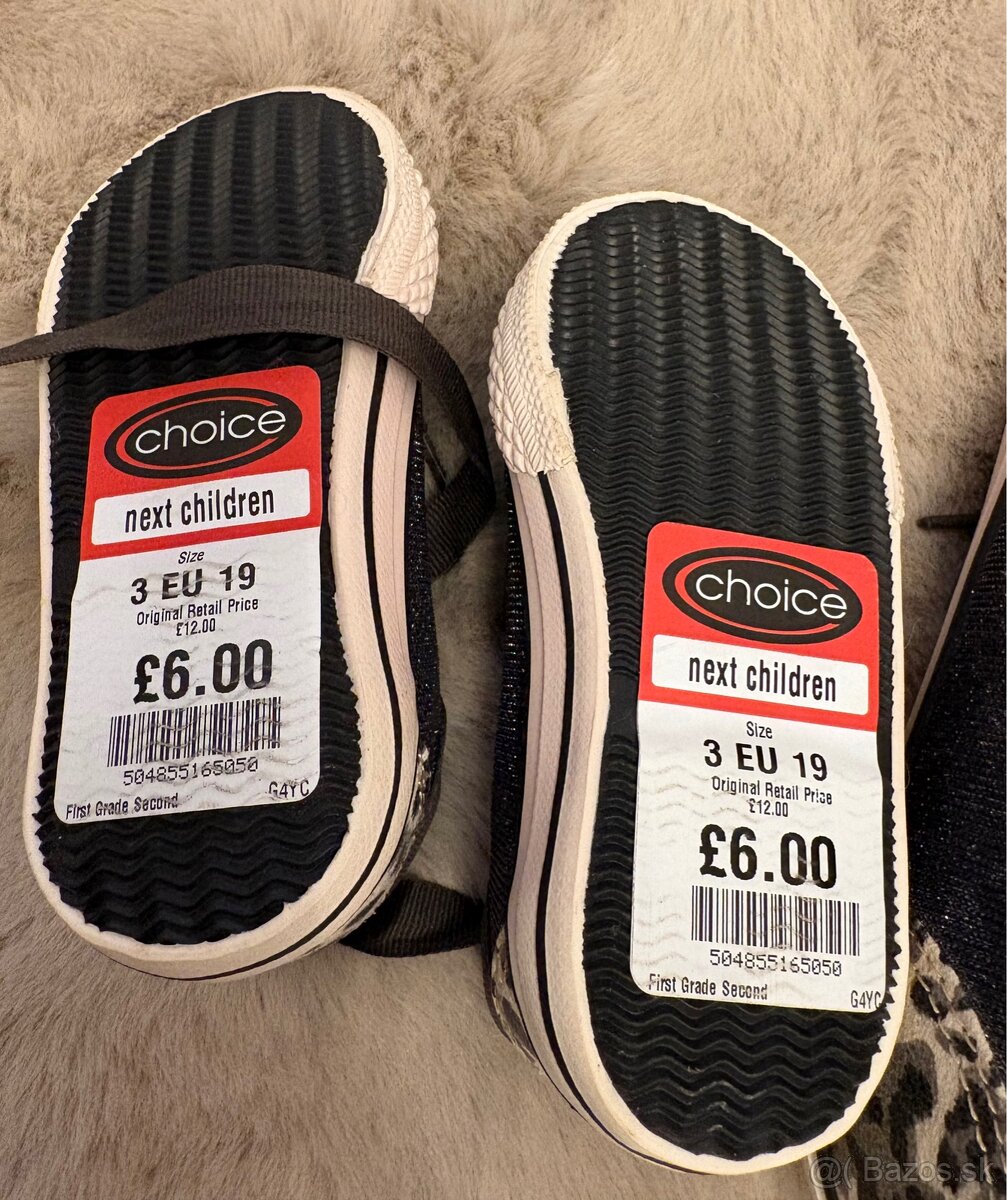 choice
next children
Size
3 EU 19
Original Retail Price
£12.00
£6.00
504855165050
First Grade Second
G4YC
choice
next children
Size
3 EU 19
Original Retail Price
£12.00
£6.00
504855165050
First Grade Second
G4YC
@( Bazos.sk